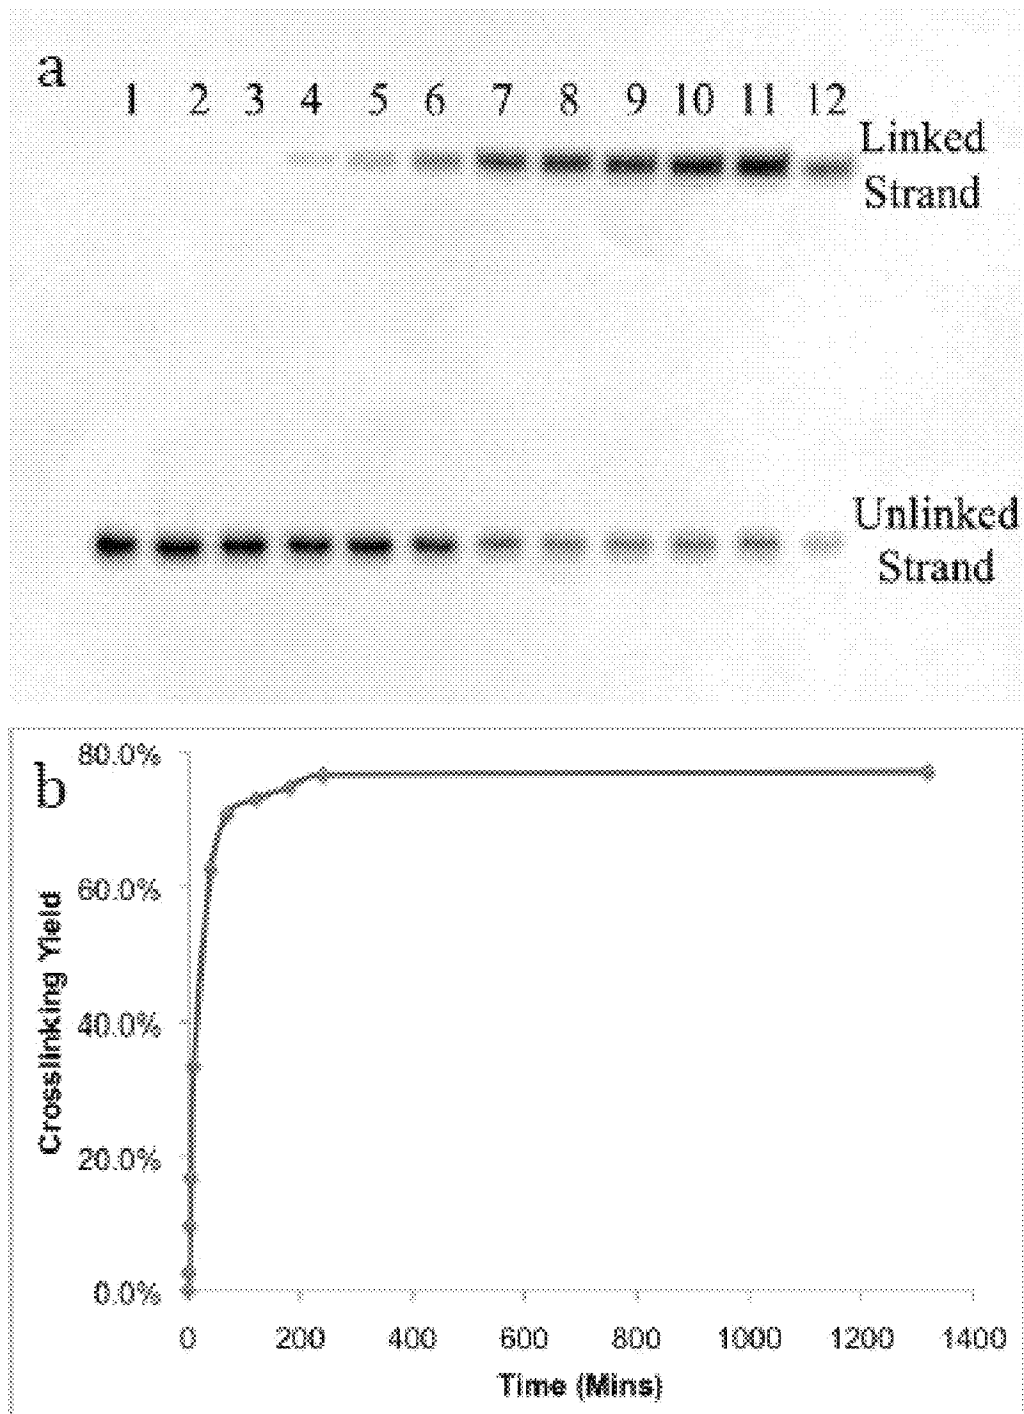 a
1 2 3 4 5 6 7 8 9 10 11 12
Linked
Strand
Unlinked
Strand
b
80.0%
60.0%
40.0%
20.0%
0.0%
Crosslinking Yield
0 200 400 600 800 1000 1200 1400
Time (Mins)